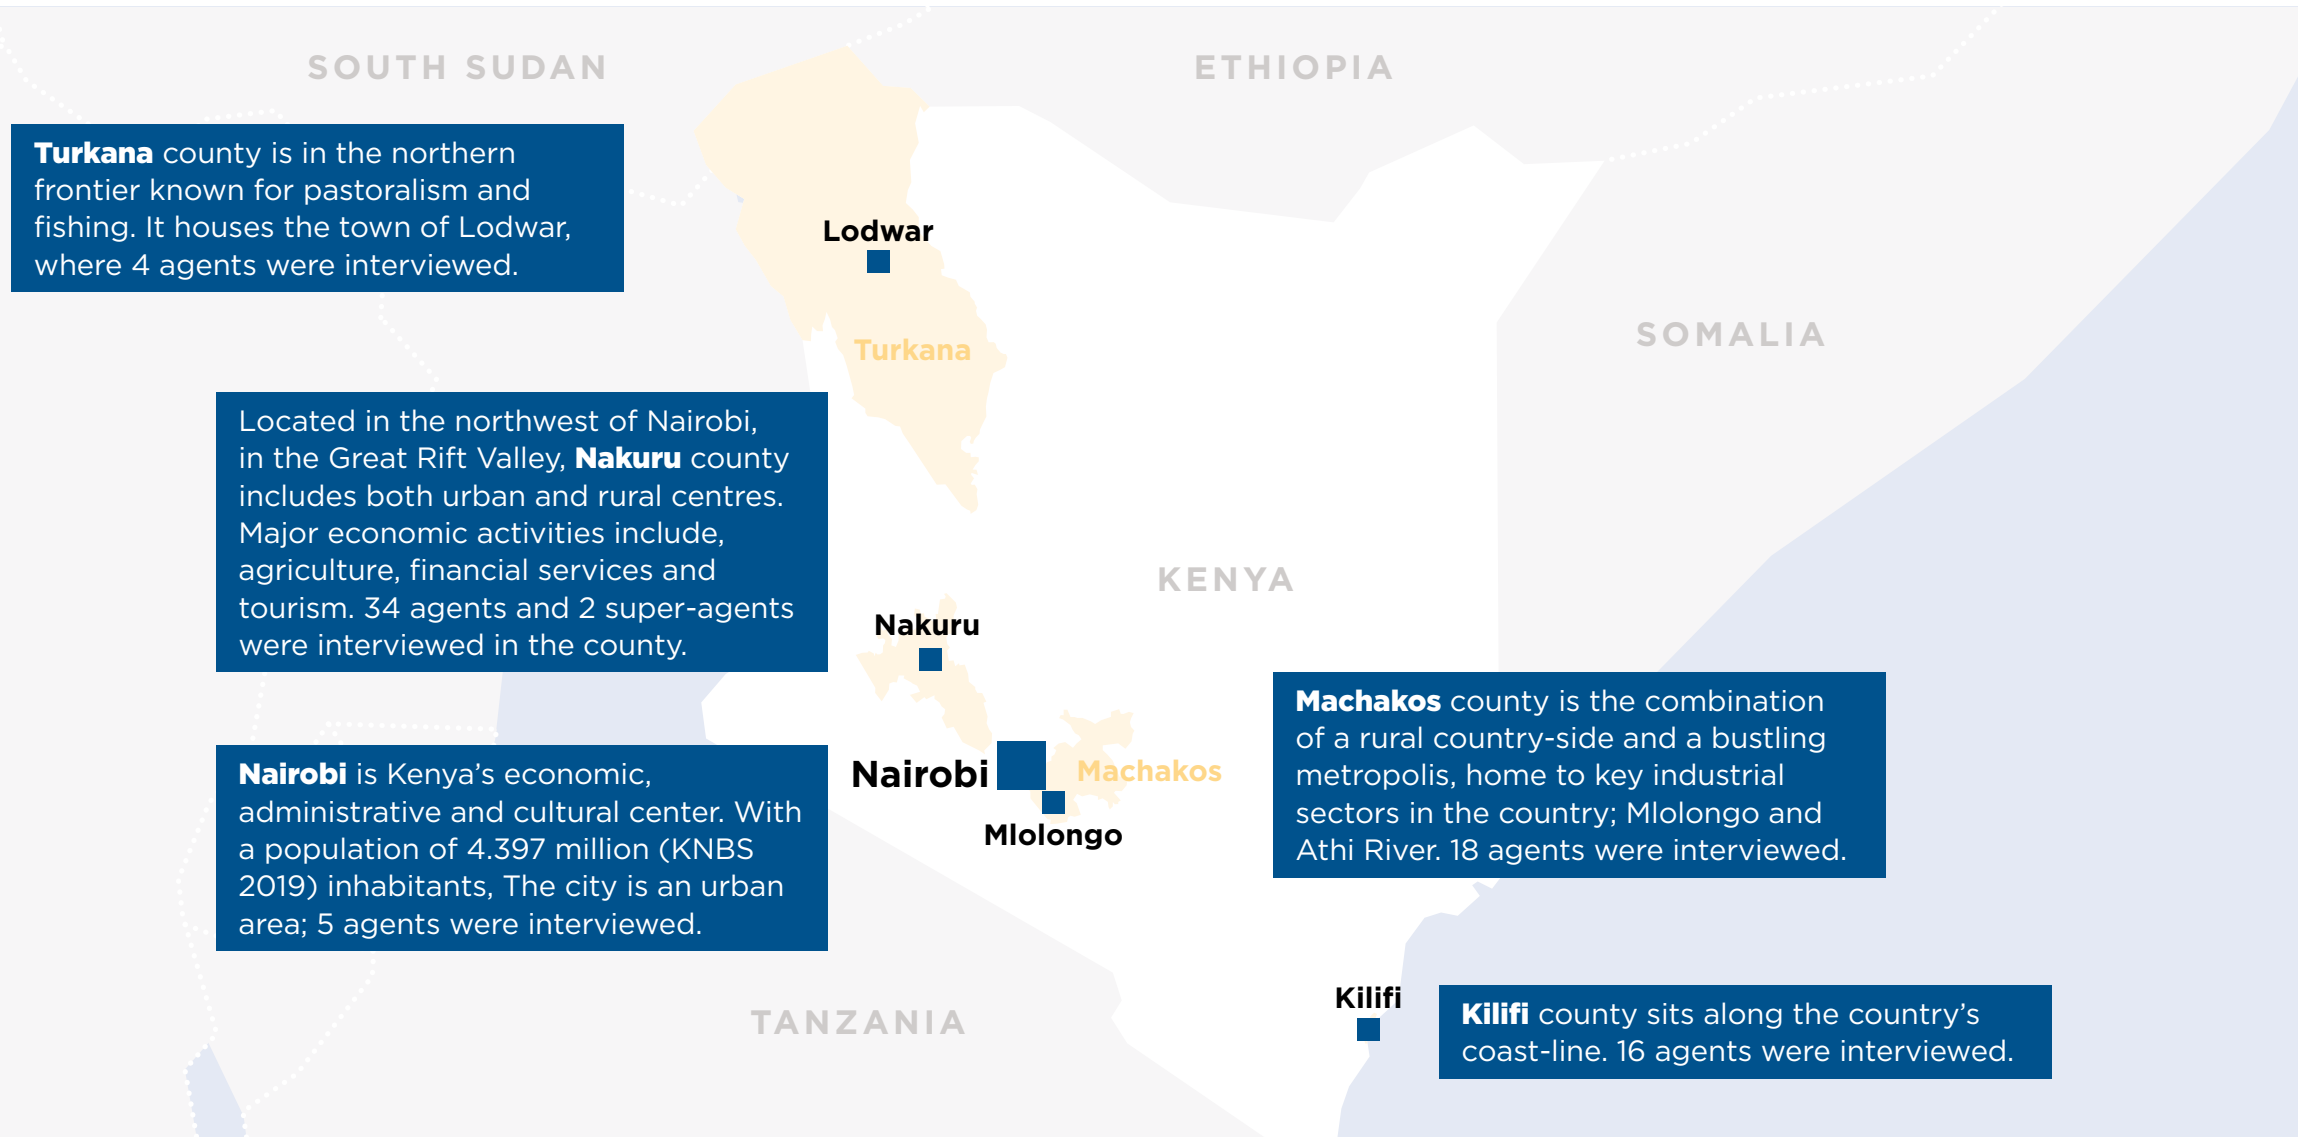 SOUTH SUDAN
ETHIOPIA
Turkana county is in the northern
frontier known for pastoralism and
fishing. It houses the town of Lodwar,
where 4 agents were interviewed.
Lodwar
Turkana
SOMALIA
Located in the northwest of Nairobi,
in the Great Rift Valley, Nakuru county
includes both urban and rural centres.
Major economic activities include,
agriculture, financial services and
tourism. 34 agents and 2 super-agents
were interviewed in the county.
KENYA
Nakuru
Nairobi is Kenya's economic,
administrative and cultural center. With
a population of 4.397 million (KNBS
2019) inhabitants, The city is an urban
area; 5 agents were interviewed.
Nairobi
Machakos
Mlolongo
Machakos county is the combination
of a rural country-side and a bustling
metropolis, home to key industrial
sectors in the country; Mlolongo and
Athi River. 18 agents were interviewed.
TANZANIA
Kilifi
Kilifi county sits along the country's
coast-line. 16 agents were interviewed.